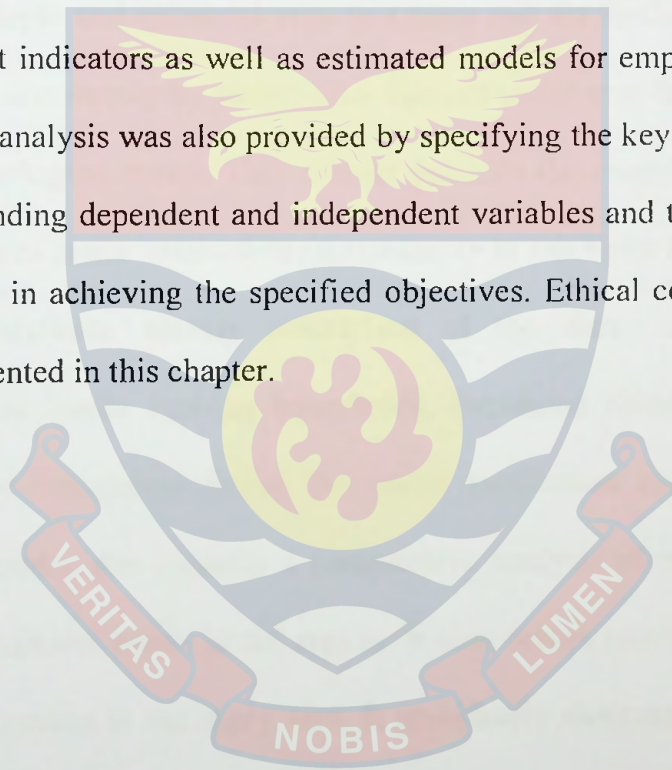 t indicators as well as estimated models for emp
analysis was also provided by specifying the key
nding dependent and independent variables and t
in achieving the specified objectives. Ethical co
ented in this chapter.
VERITAS
NOBIS
LUMEN